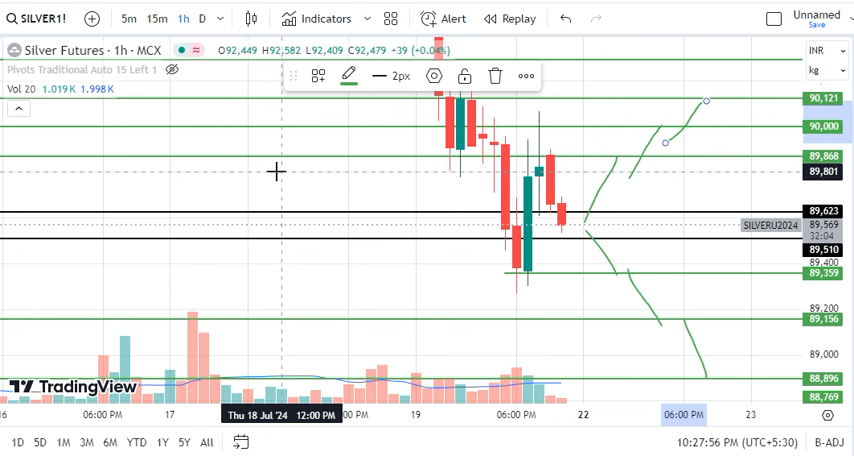 SILVER1! 5m 15m 1h D Indicators Alert Replay Unnamed
Save
Silver Futures · 1h · MCX O92,449 H92,582 L92,409 C92,479 +39 (+0.04%) INR
Pivots Traditional Auto 15 Left 1 2px kg
Vol 20 1.019K 1.998K
90,121
90,000
89,868
89,801
89,623
SILVERU2024 89,569
32:04
89,510
89,400
89,359
89,200
89,156
89,000
TradingView
88,896
88,769
16 06:00 PM 17 Thu 18 Jul '24 12:00 PM :00 PM 19 06:00 PM 22 06:00 PM 23
1D 5D 1M 3M 6M YTD 1Y 5Y All 10:27:56 PM (UTC+5:30) B-ADJ